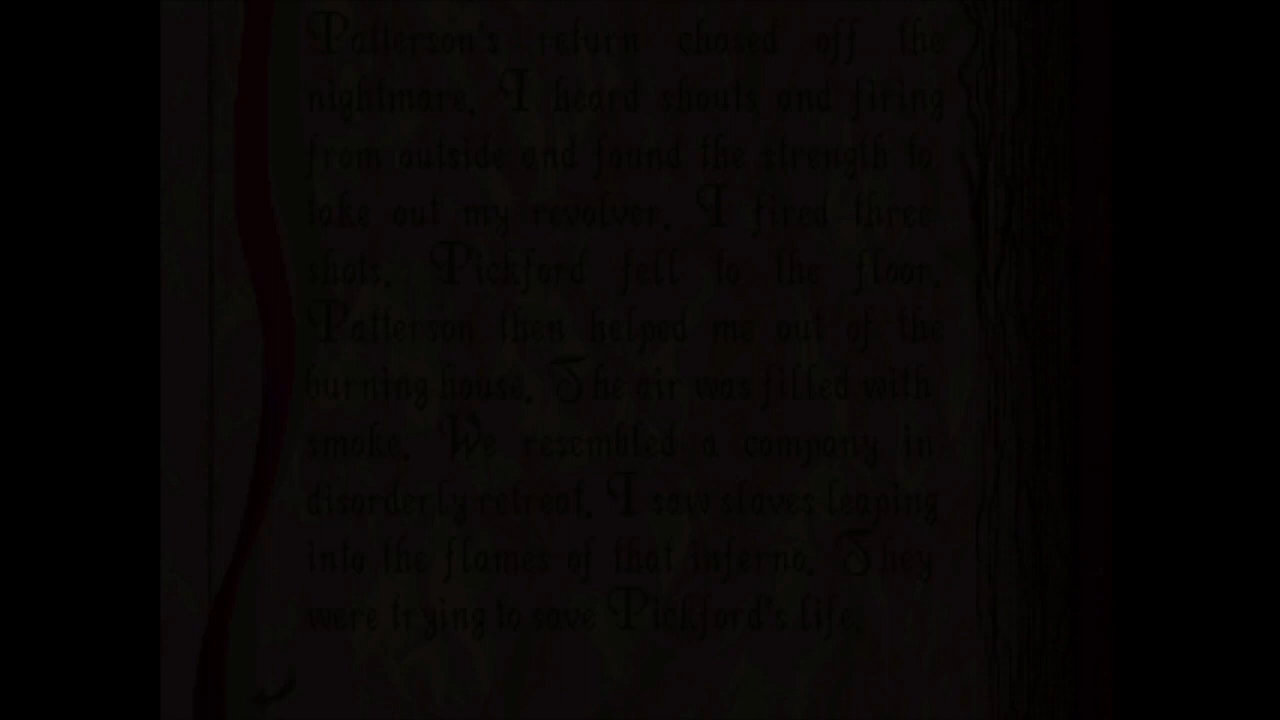 Patterson's return chased off the
nightmare. I heard shouts and firing
from outside and found the strength to
take out my revolver. I fired three
shots. Pickford fell to the floor.
Patterson then helped me out of the
burning house. The air was filled with
smoke. We resembled a company in
disorderly retreat. I saw slaves leaping
into the flames of that inferno. They
were trying to save Pickford's life.